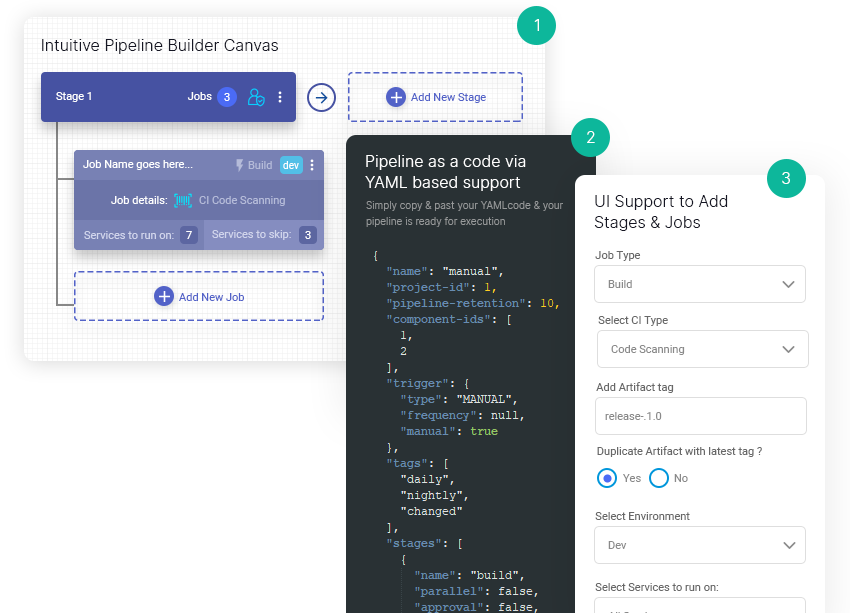 1
Intuitive Pipeline Builder Canvas
Stage 1
Jobs 3
Add New Stage
Job Name goes here...
Build dev
Job details: CI Code Scanning
Services to run on: 7
Services to skip: 3
Add New Job
2
Pipeline as a code via
YAML based support
Simply copy & past your YAMLcode & your
pipeline is ready for execution
{
"name": "manual",
"project-id": 1,
"pipeline-retention": 10,
"component-ids": [
1,
2
],
"trigger": {
"type": "MANUAL",
"frequency": null,
"manual": true
},
"tags": [
"daily",
"nightly",
"changed"
],
"stages": [
{
"name": "build",
"parallel": false,
"approval": false,
3
UI Support to Add
Stages & Jobs
Job Type
Build
Select CI Type
Code Scanning
Add Artifact tag
release-.1.0
Duplicate Artifact with latest tag ?
Yes No
Select Environment
Dev
Select Services to run on: